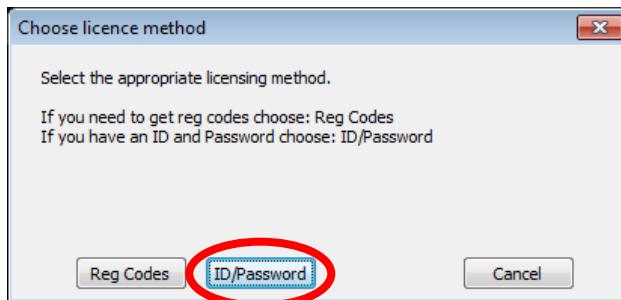 Choose licence method
Select the appropriate licensing method.
If you need to get reg codes choose: Reg Codes
If you have an ID and Password choose: ID/Password
Reg Codes ID/Password Cancel